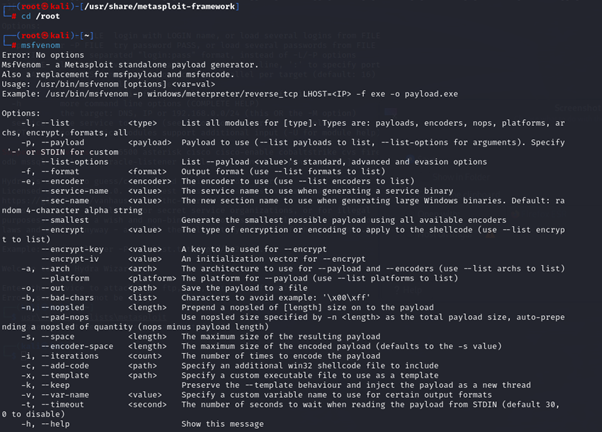 ┌──(root㉿kali)-[/usr/share/metasploit-framework]
└─# cd /root
┌──(root㉿kali)-[~]
└─# msfvenom
Error: No options
MsfVenom - a Metasploit standalone payload generator.
Also a replacement for msfpayload and msfencode.
Usage: /usr/bin/msfvenom [options] <var=val>
Example: /usr/bin/msfvenom -p windows/meterpreter/reverse_tcp LHOST=<IP> -f exe -o payload.exe
Options:
-l, --list <type> List all modules for [type]. Types are: payloads, encoders, nops, platforms, ar
chs, encrypt, formats, all
-p, --payload <payload> Payload to use (--list payloads to list, --list-options for arguments). Specify
'-' or STDIN for custom
--list-options List --payload <value>'s standard, advanced and evasion options
-f, --format <format> Output format (use --list formats to list)
-e, --encoder <encoder> The encoder to use (use --list encoders to list)
--service-name <value> The service name to use when generating a service binary
--sec-name <value> The new section name to use when generating large Windows binaries. Default: ra
ndom 4-character alpha string
--smallest Generate the smallest possible payload using all available encoders
--encrypt <value> The type of encryption or encoding to apply to the shellcode (use --list encryp
t to list)
--encrypt-key <value> A key to be used for --encrypt
--encrypt-iv <value> An initialization vector for --encrypt
-a, --arch <arch> The architecture to use for --payload and --encoders (use --list archs to list)
--platform <platform> The platform for --payload (use --list platforms to list)
-o, --out <path> Save the payload to a file
-b, --bad-chars <list> Characters to avoid example: '\x00\xff'
-n, --nopsled <length> Prepend a nopsled of [length] size on to the payload
--pad-nops Use nopsled size specified by -n <length> as the total payload size, auto-prepe
nding a nopsled of quantity (nops minus payload length)
-s, --space <length> The maximum size of the resulting payload
--encoder-space <length> The maximum size of the encoded payload (defaults to the -s value)
-i, --iterations <count> The number of times to encode the payload
-c, --add-code <path> Specify an additional win32 shellcode file to include
-x, --template <path> Specify a custom executable file to use as a template
-k, --keep Preserve the --template behaviour and inject the payload as a new thread
-v, --var-name <value> Specify a custom variable name to use for certain output formats
-t, --timeout <second> The number of seconds to wait when reading the payload from STDIN (default 30,
0 to disable)
-h, --help Show this message